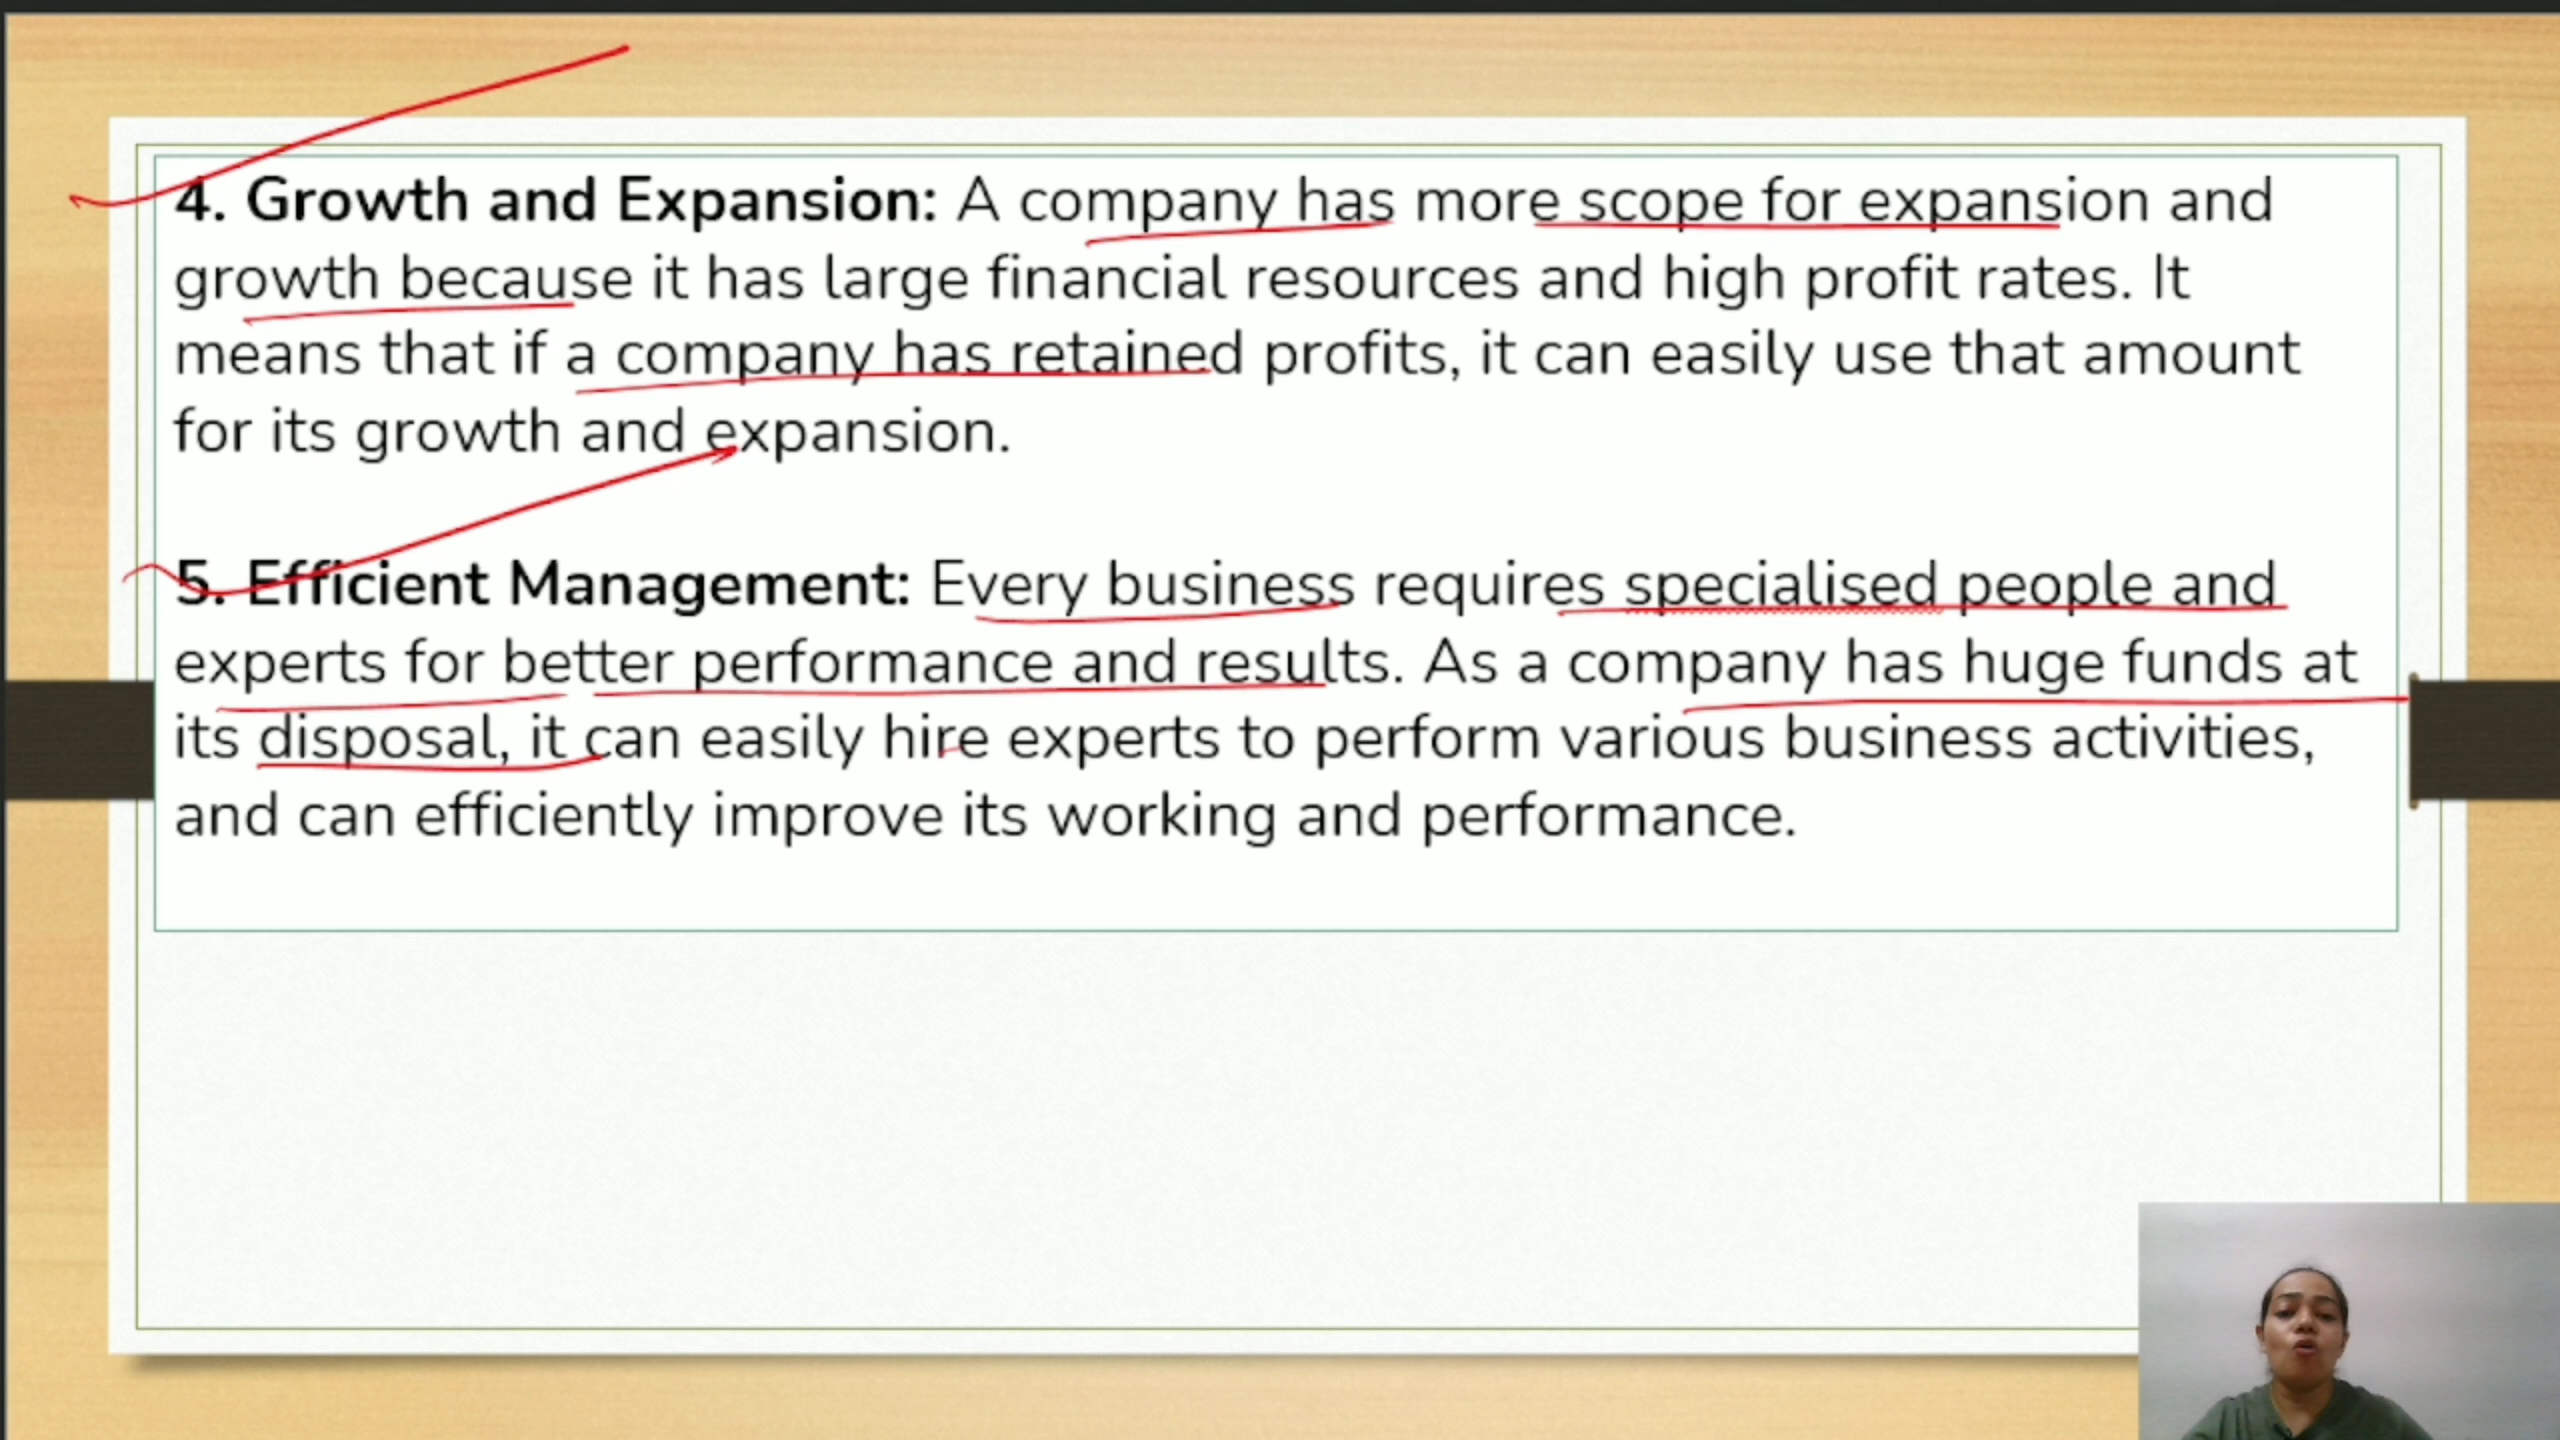 4. Growth and Expansion: A company has more scope for expansion and
growth because it has large financial resources and high profit rates. It
means that if a company has retained profits, it can easily use that amount
for its growth and expansion.
5. Efficient Management: Every business requires specialised people and
experts for better performance and results. As a company has huge funds at
its disposal, it can easily hire experts to perform various business activities,
and can efficiently improve its working and performance.